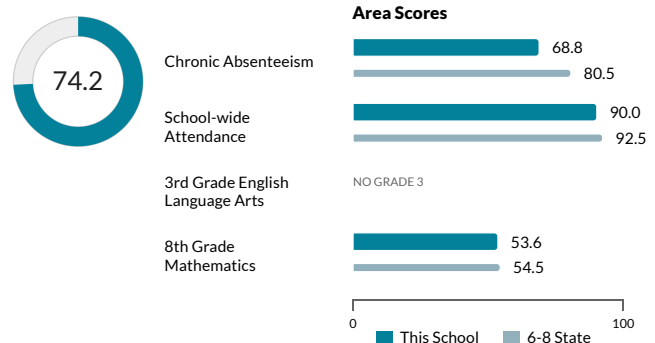 Area Scores
74.2
Chronic Absenteeism
68.8
80.5
School-wide
Attendance
90.0
92.5
3rd Grade English
Language Arts
NO GRADE 3
8th Grade
Mathematics
53.6
54.5
0
100
This School
6-8 State